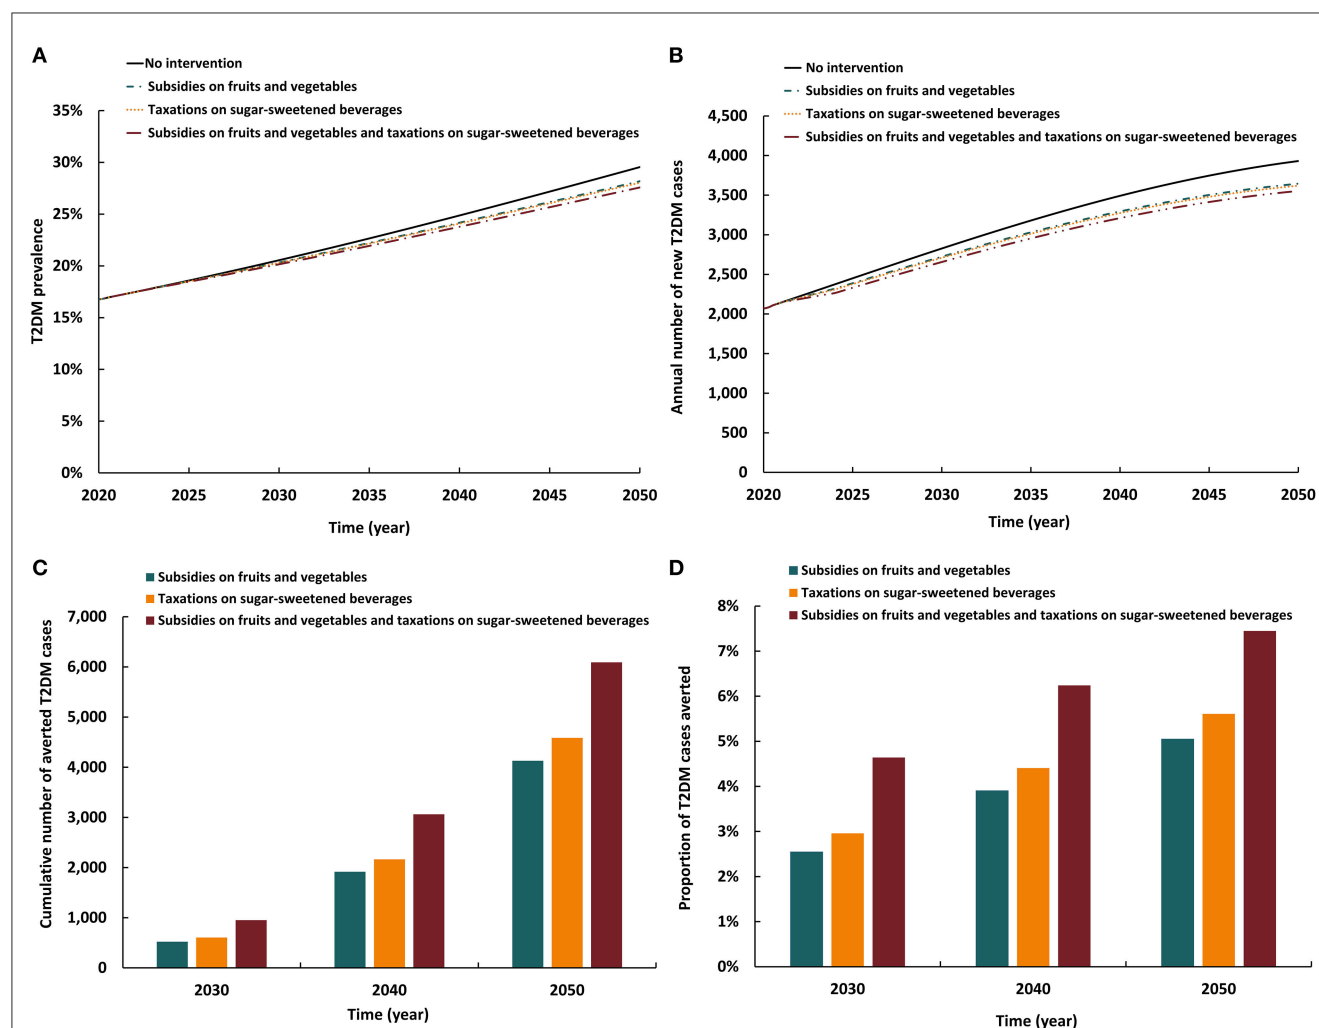 A
No intervention
Subsidies on fruits and vegetables
Taxations on sugar-sweetened beverages
Subsidies on fruits and vegetables and taxations on sugar-sweetened beverages
T2DM prevalence
35%
30%
25%
20%
15%
10%
5%
0%
2020 2025 2030 2035 2040 2045 2050
Time (year)
B
No intervention
Subsidies on fruits and vegetables
Taxations on sugar-sweetened beverages
Subsidies on fruits and vegetables and taxations on sugar-sweetened beverages
Annual number of new T2DM cases
4,500
4,000
3,500
3,000
2,500
2,000
1,500
1,000
500
0
2020 2025 2030 2035 2040 2045 2050
Time (year)
C
Subsidies on fruits and vegetables
Taxations on sugar-sweetened beverages
Subsidies on fruits and vegetables and taxations on sugar-sweetened beverages
Cumulative number of averted T2DM cases
7,000
6,000
5,000
4,000
3,000
2,000
1,000
0
2030 2040 2050
Time (year)
D
Subsidies on fruits and vegetables
Taxations on sugar-sweetened beverages
Subsidies on fruits and vegetables and taxations on sugar-sweetened beverages
Proportion of T2DM cases averted
8%
7%
6%
5%
4%
3%
2%
1%
0%
2030 2040 2050
Time (year)